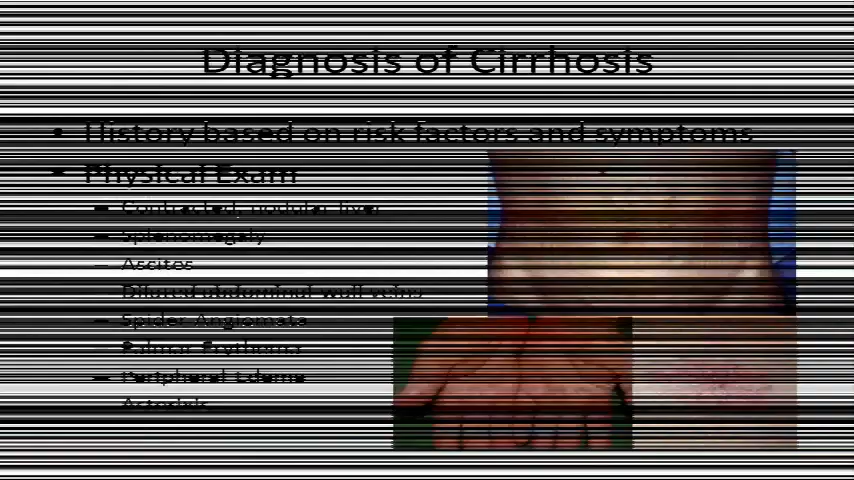 Diagnosis of Cirrhosis
• History based on risk factors and symptoms
• Physical Exam
– Contracted, nodular liver
– Splenomegaly
– Ascites
– Dilated abdominal wall veins
– Spider Angiomata
– Palmar Erythema
– Peripheral Edema
– Asterixis